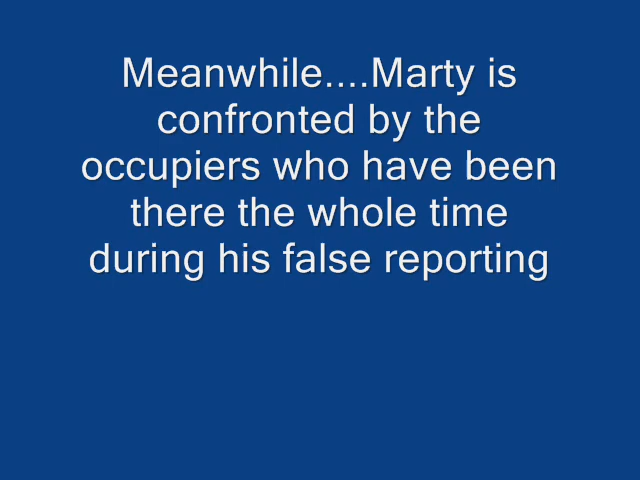 Meanwhile....Marty is
confronted by the
occupiers who have been
there the whole time
during his false reporting